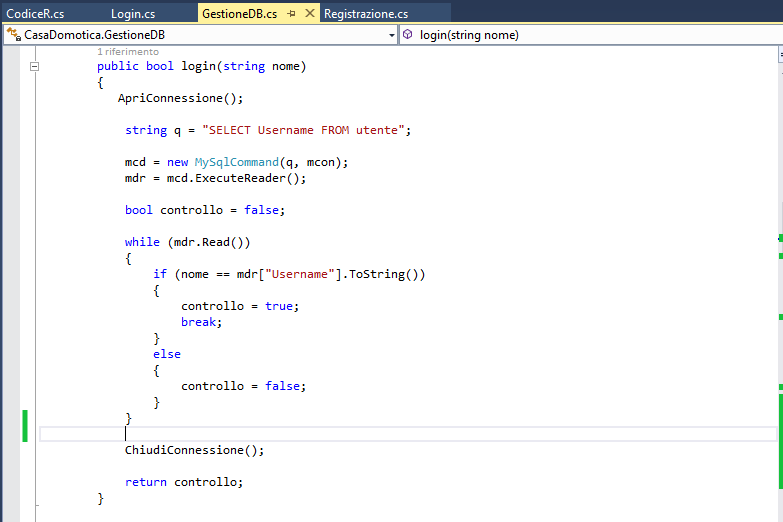 CodiceR.cs Login.cs GestioneDB.cs Registrazione.cs
CasaDomotica.GestioneDB login(string nome)
1 riferimento
public bool login(string nome)
{
ApriConnessione();
string q = "SELECT Username FROM utente";
mcd = new MySqlCommand(q, mcon);
mdr = mcd.ExecuteReader();
bool controllo = false;
while (mdr.Read())
{
if (nome == mdr["Username"].ToString())
{
controllo = true;
break;
}
else
{
controllo = false;
}
}
ChiudiConnessione();
return controllo;
}